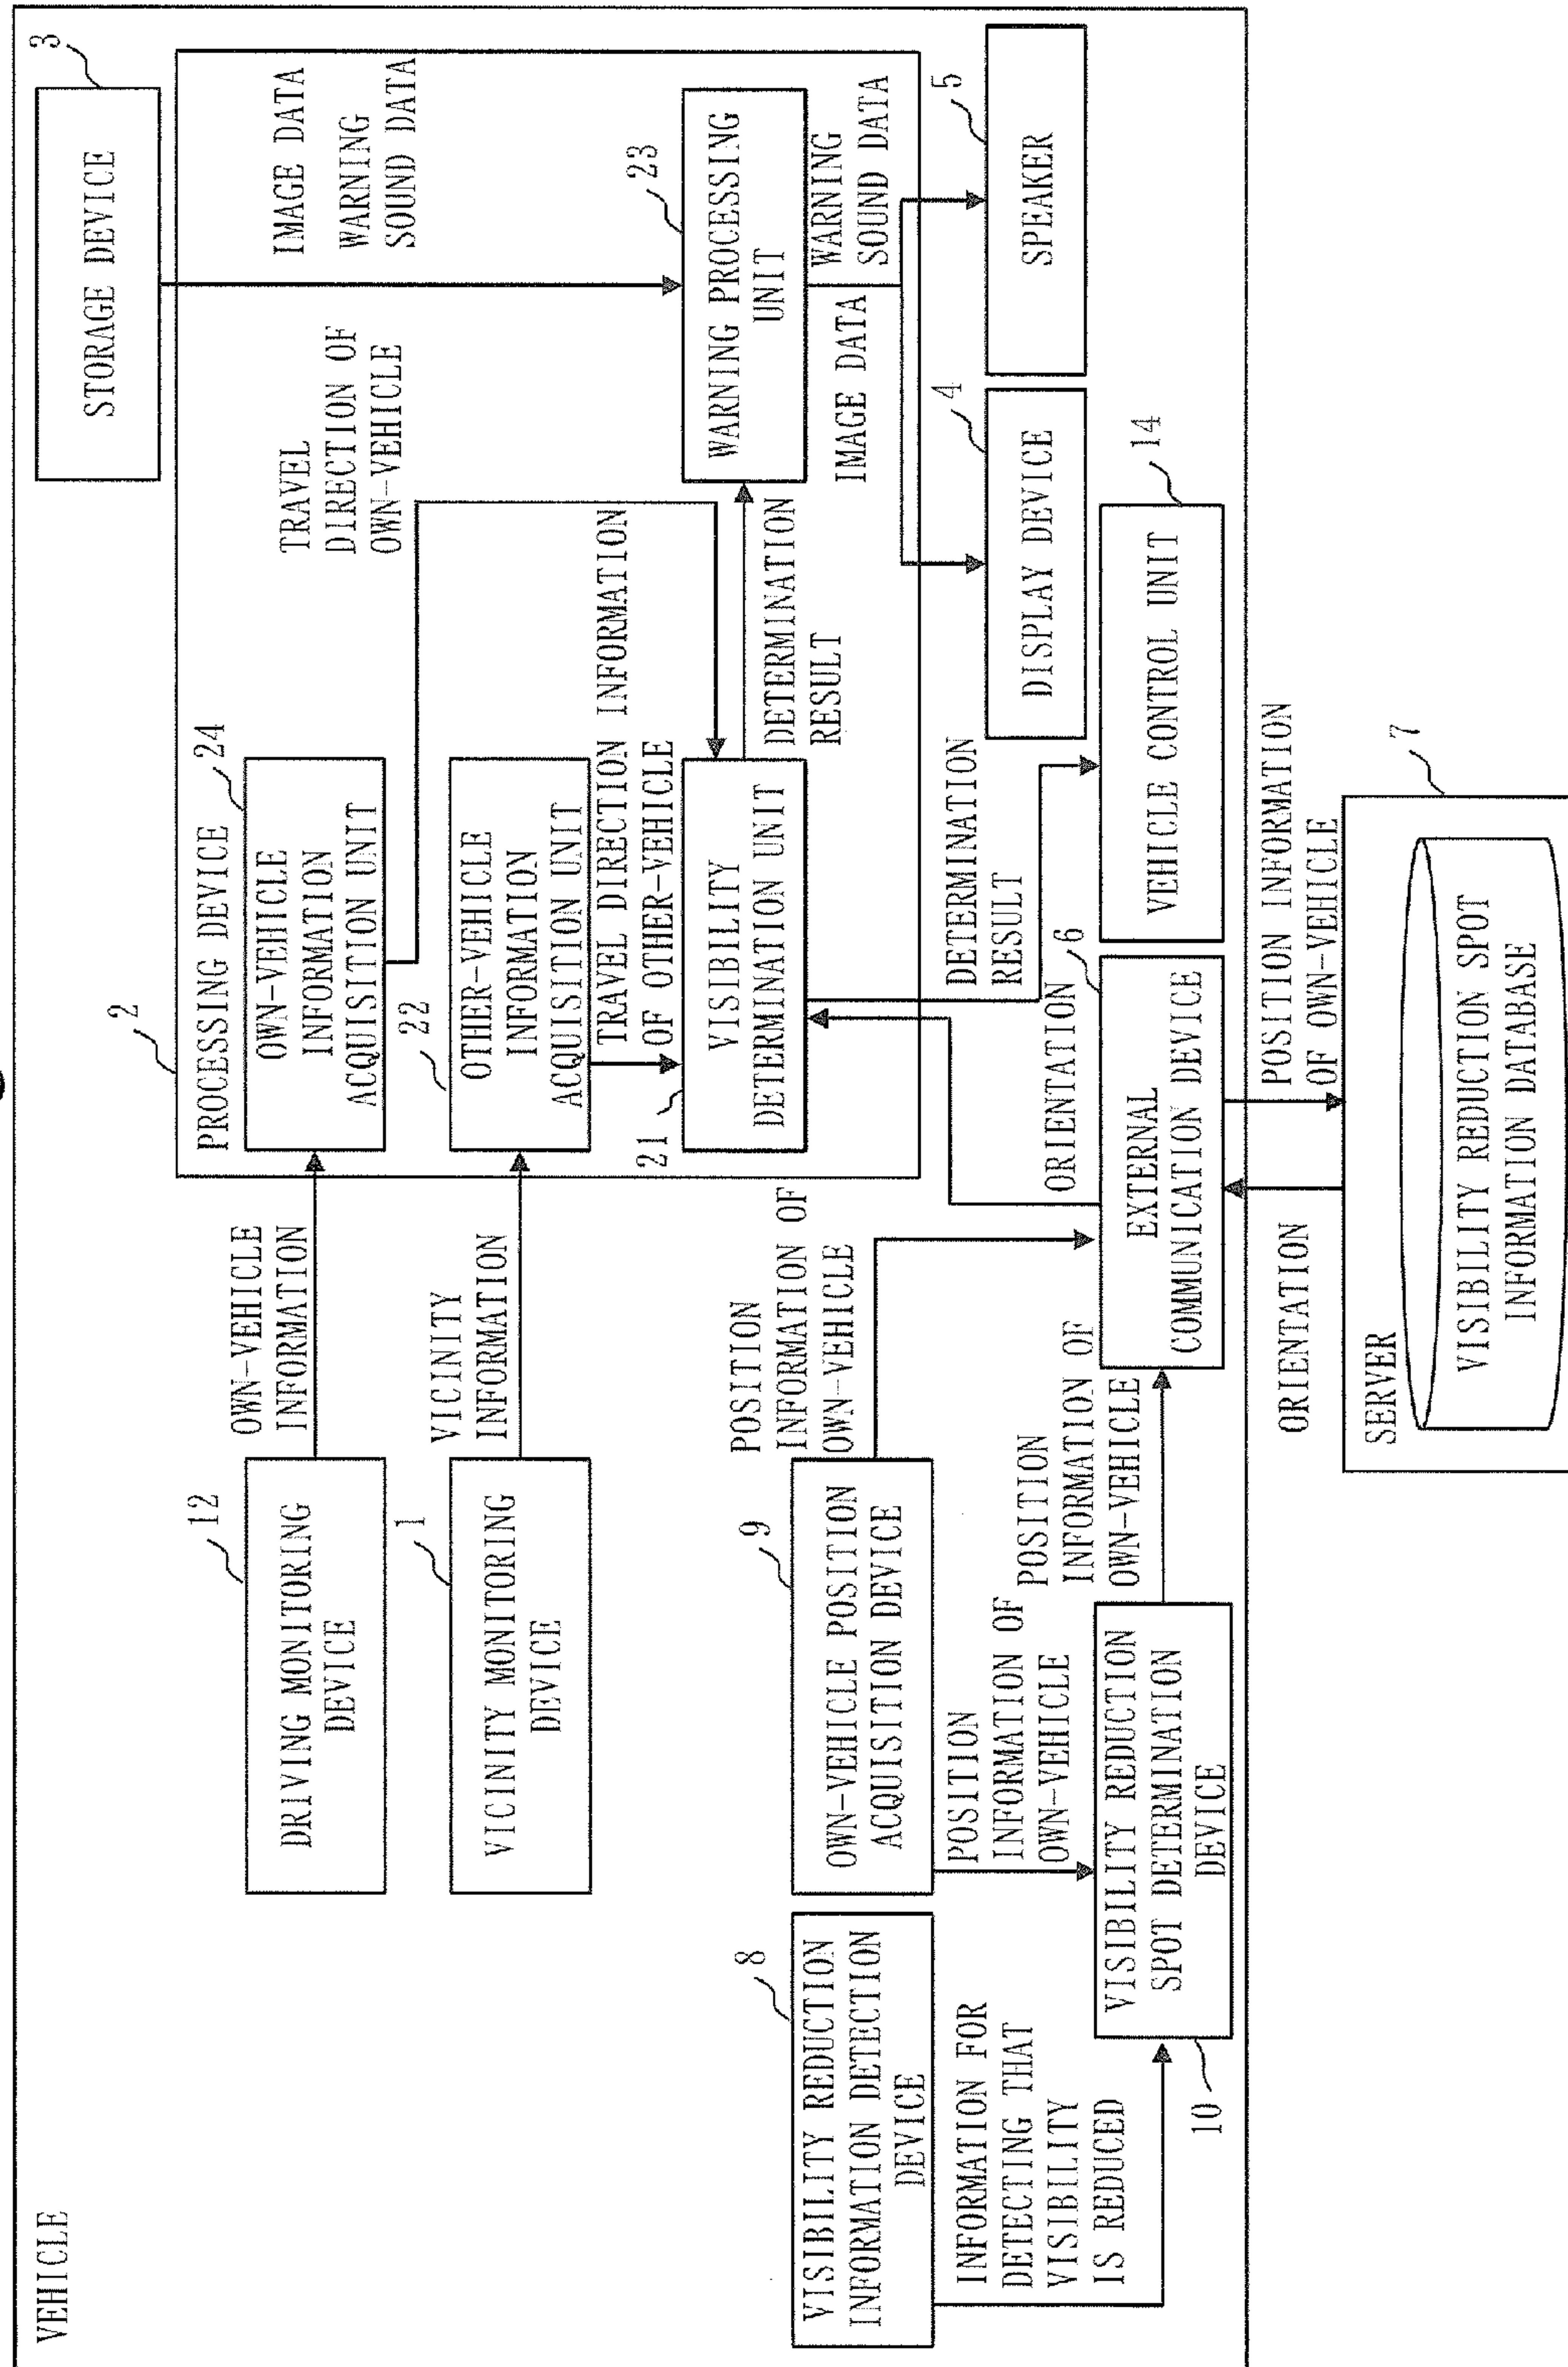 VEHICLE
3
STORAGE DEVICE
IMAGE DATA
WARNING
SOUND DATA
2
PROCESSING DEVICE
12
DRIVING MONITORING
DEVICE
OWN-VEHICLE
INFORMATION
24
OWN-VEHICLE
INFORMATION
ACQUISITION UNIT
TRAVEL
DIRECTION OF
OWN-VEHICLE
1
VICINITY MONITORING
DEVICE
VICINITY
INFORMATION
22
OTHER-VEHICLE
INFORMATION
ACQUISITION UNIT
TRAVEL DIRECTION INFORMATION
OF OTHER-VEHICLE
21
VISIBILITY
DETERMINATION UNIT
DETERMINATION
RESULT
23
WARNING PROCESSING
UNIT
IMAGE DATA
WARNING
SOUND DATA
8
VISIBILITY REDUCTION
INFORMATION DETECTION
DEVICE
9
OWN-VEHICLE POSITION
ACQUISITION DEVICE
POSITION
INFORMATION OF
OWN-VEHICLE
DETERMINATION
RESULT
4
DISPLAY DEVICE
5
SPEAKER
INFORMATION FOR
DETECTING THAT
VISIBILITY
IS REDUCED
POSITION
INFORMATION OF
OWN-VEHICLE
POSITION
INFORMATION OF
OWN-VEHICLE
ORIENTATION
6
EXTERNAL
COMMUNICATION DEVICE
14
VEHICLE CONTROL UNIT
10
VISIBILITY REDUCTION
SPOT DETERMINATION
DEVICE
ORIENTATION
POSITION INFORMATION
OF OWN-VEHICLE
7
SERVER
VISIBILITY REDUCTION SPOT
INFORMATION DATABASE